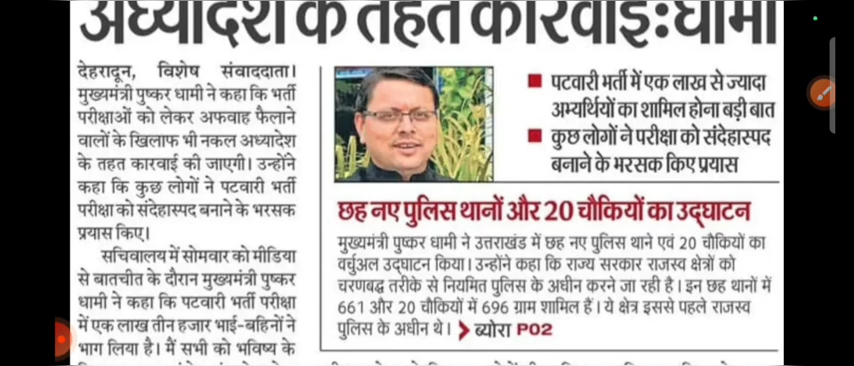 अध्यादेश के तहत कार्रवाई:धामी
देहरादून, विशेष संवाददाता।
मुख्यमंत्री पुष्कर धामी ने कहा कि भर्ती
परीक्षाओं को लेकर अफवाह फैलाने
वालों के खिलाफ भी नकल अध्यादेश
के तहत कारवाई की जाएगी। उन्होंने
कहा कि कुछ लोगों ने पटवारी भर्ती
परीक्षा को संदेहास्पद बनाने के भरसक
प्रयास किए।
सचिवालय में सोमवार को मीडिया
से बातचीत के दौरान मुख्यमंत्री पुष्कर
धामी ने कहा कि पटवारी भर्ती परीक्षा
में एक लाख तीन हजार भाई-बहिनों ने
भाग लिया है। मैं सभी को भविष्य के
पटवारी भर्ती में एक लाख से ज्यादा
अभ्यर्थियों का शामिल होना बड़ी बात
कुछ लोगों ने परीक्षा को संदेहास्पद
बनाने के भरसक किए प्रयास
छह नए पुलिस थानों और 20 चौकियों का उद्घाटन
मुख्यमंत्री पुष्कर धामी ने उत्तराखंड में छह नए पुलिस थाने एवं 20 चौकियों का
वर्चुअल उद्घाटन किया। उन्होंने कहा कि राज्य सरकार राजस्व क्षेत्रों को
चरणबद्ध तरीके से नियमित पुलिस के अधीन करने जा रही है। इन छह थानों में
661 और 20 चौकियों में 696 ग्राम शामिल हैं। ये क्षेत्र इससे पहले राजस्व
पुलिस के अधीन थे। ब्योरा P02